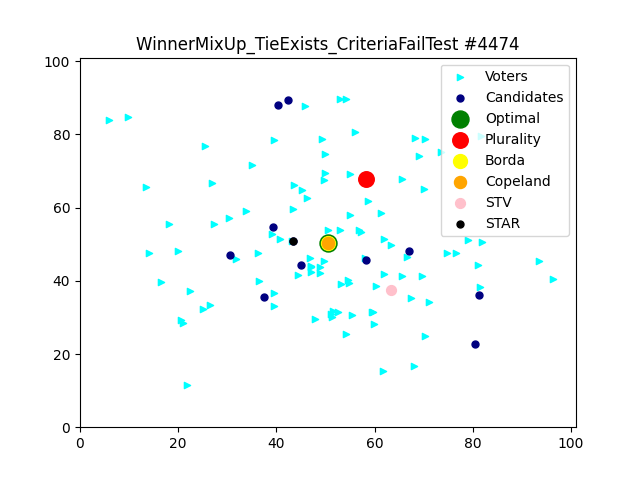 WinnerMixUp_TieExists_CriteriaFailTest #4474
100
80
60
40
20
0
0 20 40 60 80 100
Voters
Candidates
Optimal
Plurality
Borda
Copeland
STV
STAR